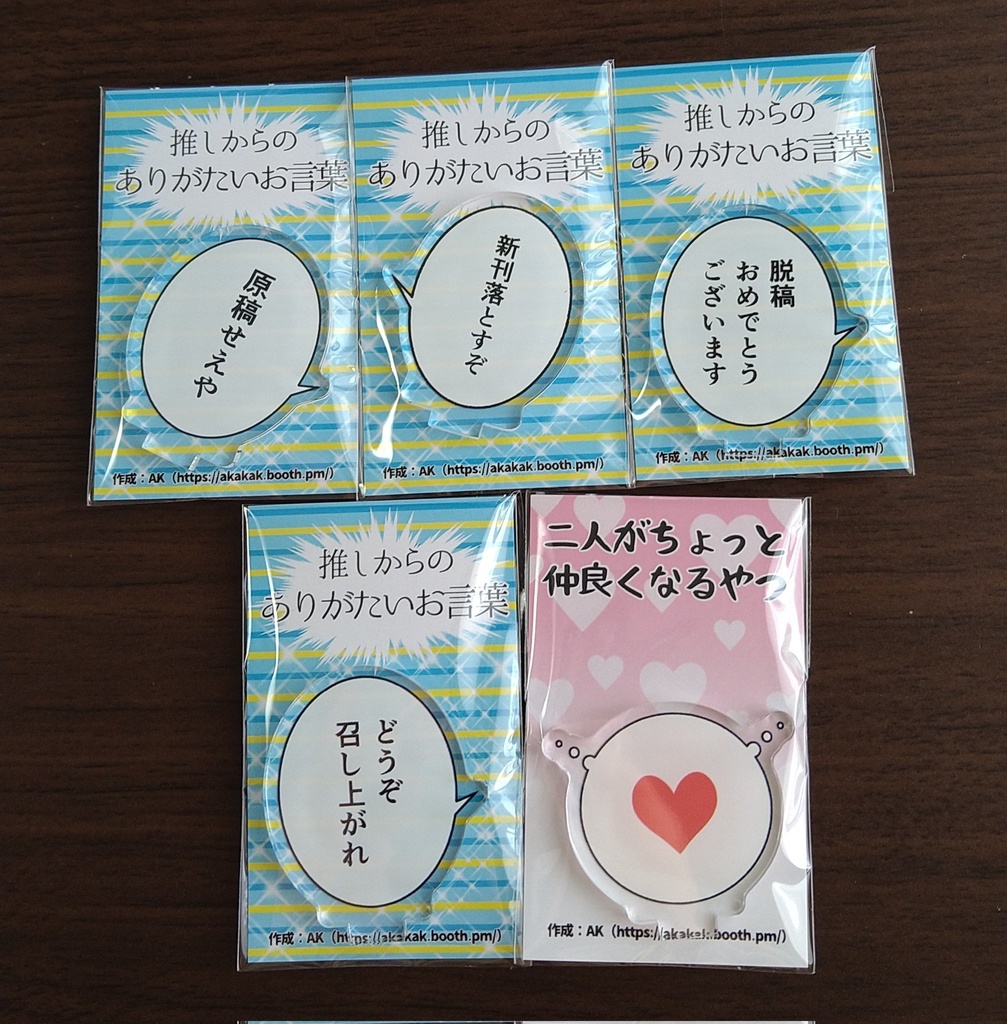 推しからの
ありがたいお言葉
原稿せえや
作成：AK（https://akakak.booth.pm/）
推しからの
ありがたいお言葉
新刊落とすぞ
作成：AK（https://akakak.booth.pm/）
推しからの
ありがたいお言葉
脱稿
おめでとう
ございます
作成：AK（https://akakak.booth.pm/）
推しからの
ありがたいお言葉
どうぞ
召し上がれ
作成：AK（https://akakak.booth.pm/）
二人がちょっと
仲良くなるやつ
作成：AK（https://akakak.booth.pm/）